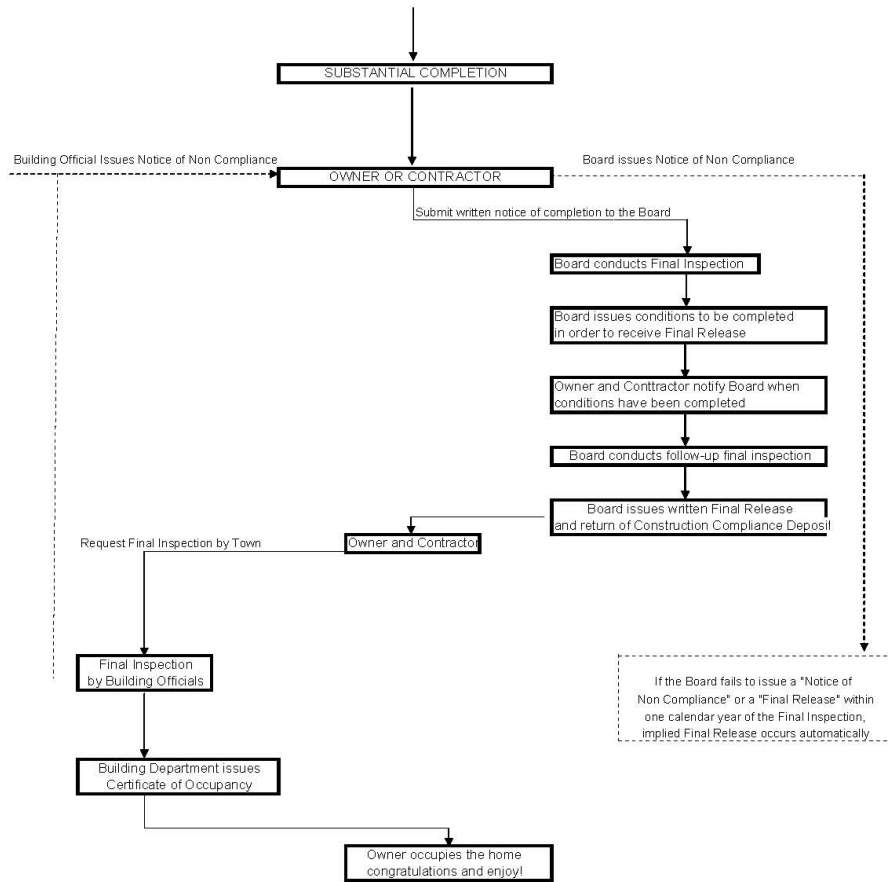 SUBSTANTIAL COMPLETION
Building Official Issues Notice of Non Compliance
Board issues Notice of Non Compliance
OWNER OR CONTRACTOR
Submit written notice of completion to the Board
Board conducts Final Inspection
Board issues conditions to be completed
in order to receive Final Release
Owner and Conttractor notify Board when
conditions have been completed
Board conducts follow-up final inspection
Board issues written Final Release
and return of Construction Compliance Deposit
Request Final Inspection by Town
Owner and Contractor
Final Inspection
by Building Officials
If the Board fails to issue a "Notice of
Non Compliance" or a "Final Release" within
one calendar year of the Final Inspection,
implied Final Release occurs automatically
Building Department issues
Certificate of Occupancy
Owner occupies the home
congratulations and enjoy!